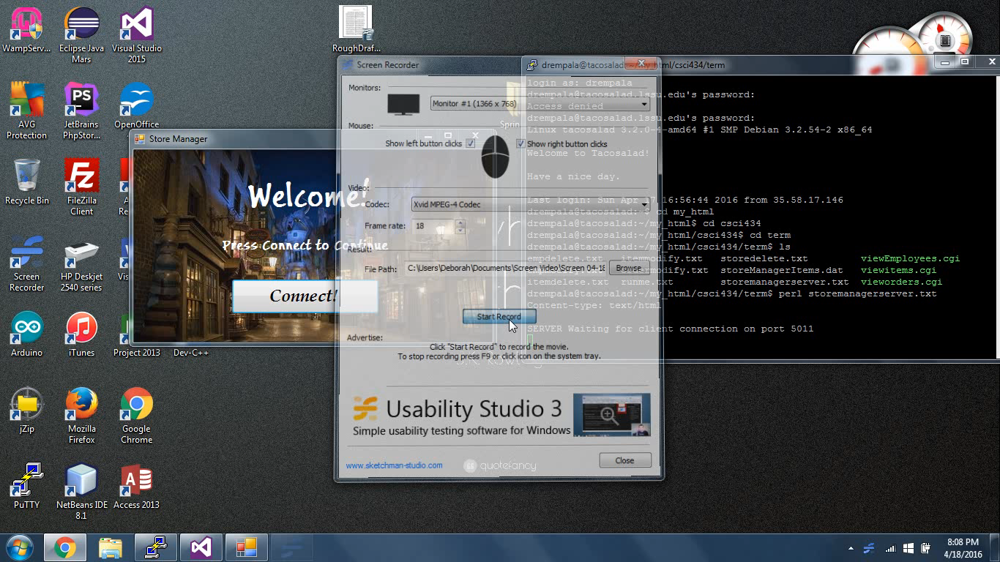 WampServ...
Eclipse Java Mars
Visual Studio 2015
RoughDraf...
AVG Protection
JetBrains PhpStor...
OpenOffice
Recycle Bin
FileZilla Client
Screen Recorder
HP Deskjet 2540 series
Arduino
iTunes
Project 2013
Dev-C++
jZip
Mozilla Firefox
Google Chrome
PuTTY
NetBeans IDE 8.1
Access 2013
Store Manager
Welcome!
Press Connect to Continue
Connect!
Screen Recorder
Monitors:
Monitor #1 (1366 x 768)
Mouse:
Show left button clicks
Show right button clicks
Video:
Codec:
Xvid MPEG-4 Codec
Frame rate:
18
Result:
File Path:
C:\Users\Deborah\Documents\Screen Video\Screen 04-18
Browse
Start Record
Advertise:
Click "Start Record" to record the movie.
To stop recording press F9 or click icon on the system tray.
Usability Studio 3
Simple usability testing software for Windows
www.sketchman-studio.com
quotefancy
Close
drempala@tacosalad:~/my_html/csci434/term
login as: drempala
drempala@tacosalad.lssu.edu's password:
Access denied
drempala@tacosalad.lssu.edu's password:
Linux tacosalad 3.2.0-4-amd64 #1 SMP Debian 3.2.54-2 x86_64
Welcome to Tacosalad!
Have a nice day.
Last login: Sun Apr 17 16:56:44 2016 from 35.58.17.146
drempala@tacosalad:~$ cd my_html
drempala@tacosalad:~/my_html$ cd csci434
drempala@tacosalad:~/my_html/csci434$ cd term
drempala@tacosalad:~/my_html/csci434/term$ ls
empdelete.txt itemmodify.txt storedelete.txt viewEmployees.cgi
storeManagerItems.dat viewitems.cgi
itemdelete.txt runme.txt storemanagerserver.txt vieworders.cgi
drempala@tacosalad:~/my_html/csci434/term$ perl storemanagerserver.txt
Content-type: text/html
SERVER Waiting for client connection on port 5011
8:08 PM
4/18/2016